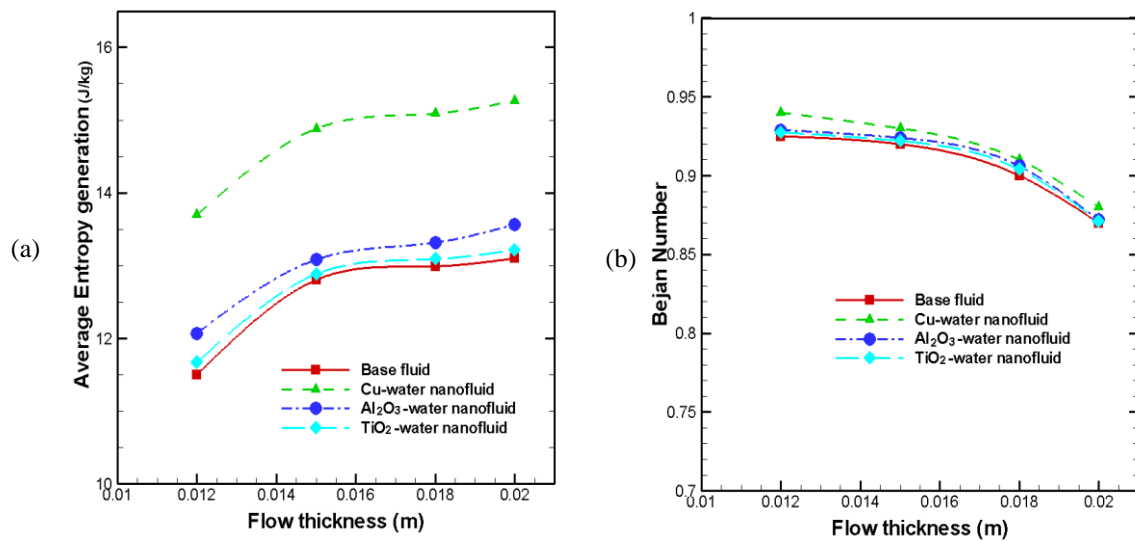 (a)
Average Entropy generation (J/kg)
16
14
13
12
10
0.01
0.012
0.014
0.016
0.018
0.02
Flow thickness (m)
Base fluid
Cu-water nanofluid
Al₂O₃-water nanofluid
TiO₂-water nanofluid
(b)
Bejan Number
1
0.95
0.9
0.85
0.8
0.75
0.7
0.01
0.012
0.014
0.016
0.018
0.02
Flow thickness (m)
Base fluid
Cu-water nanofluid
Al₂O₃-water nanofluid
TiO₂-water nanofluid